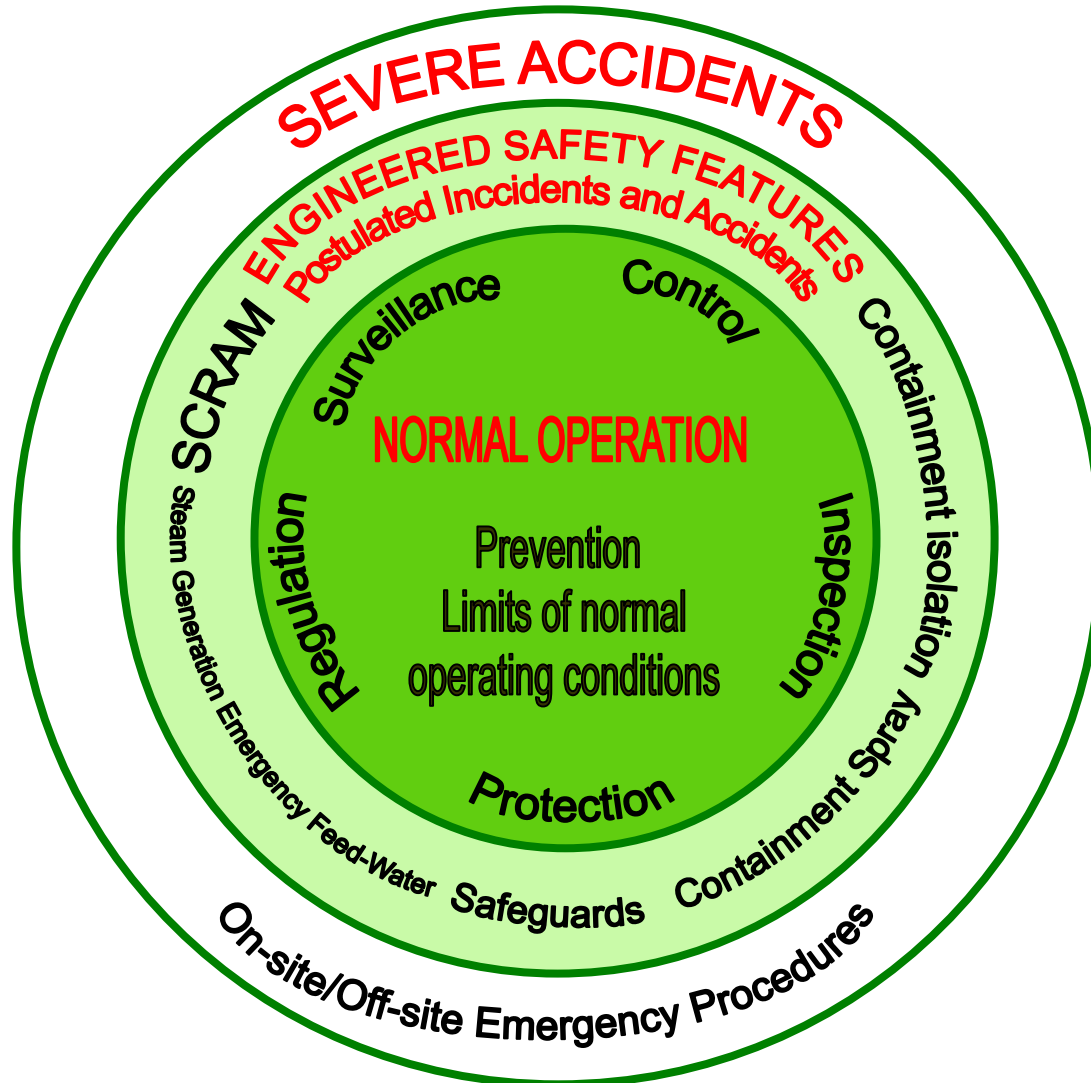 SEVERE ACCIDENTS
ENGINEERED SAFETY FEATURES
Postulated Inccidents and Accidents
SCRAM
Steam Generation Emergency Feed-Water
Safeguards
Containment Spray
Containment isolation
Surveillance
Control
NORMAL OPERATION
Regulation
Inspection
Prevention
Limits of normal
operating conditions
Protection
On-site/Off-site Emergency Procedures